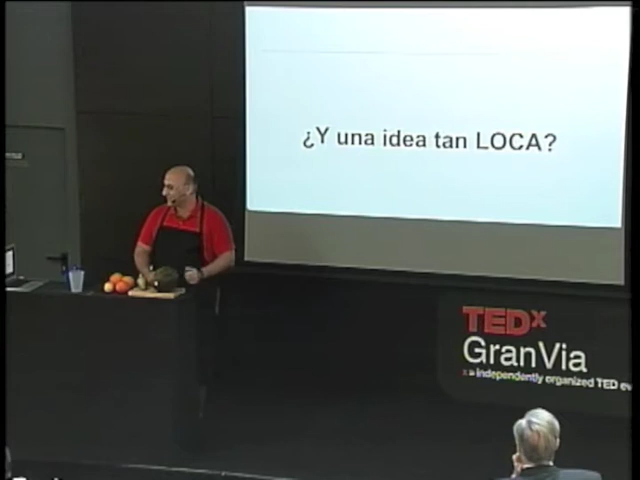 ¿Y una idea tan LOCA?
TEDx
GranVia
x independently organized TED ev